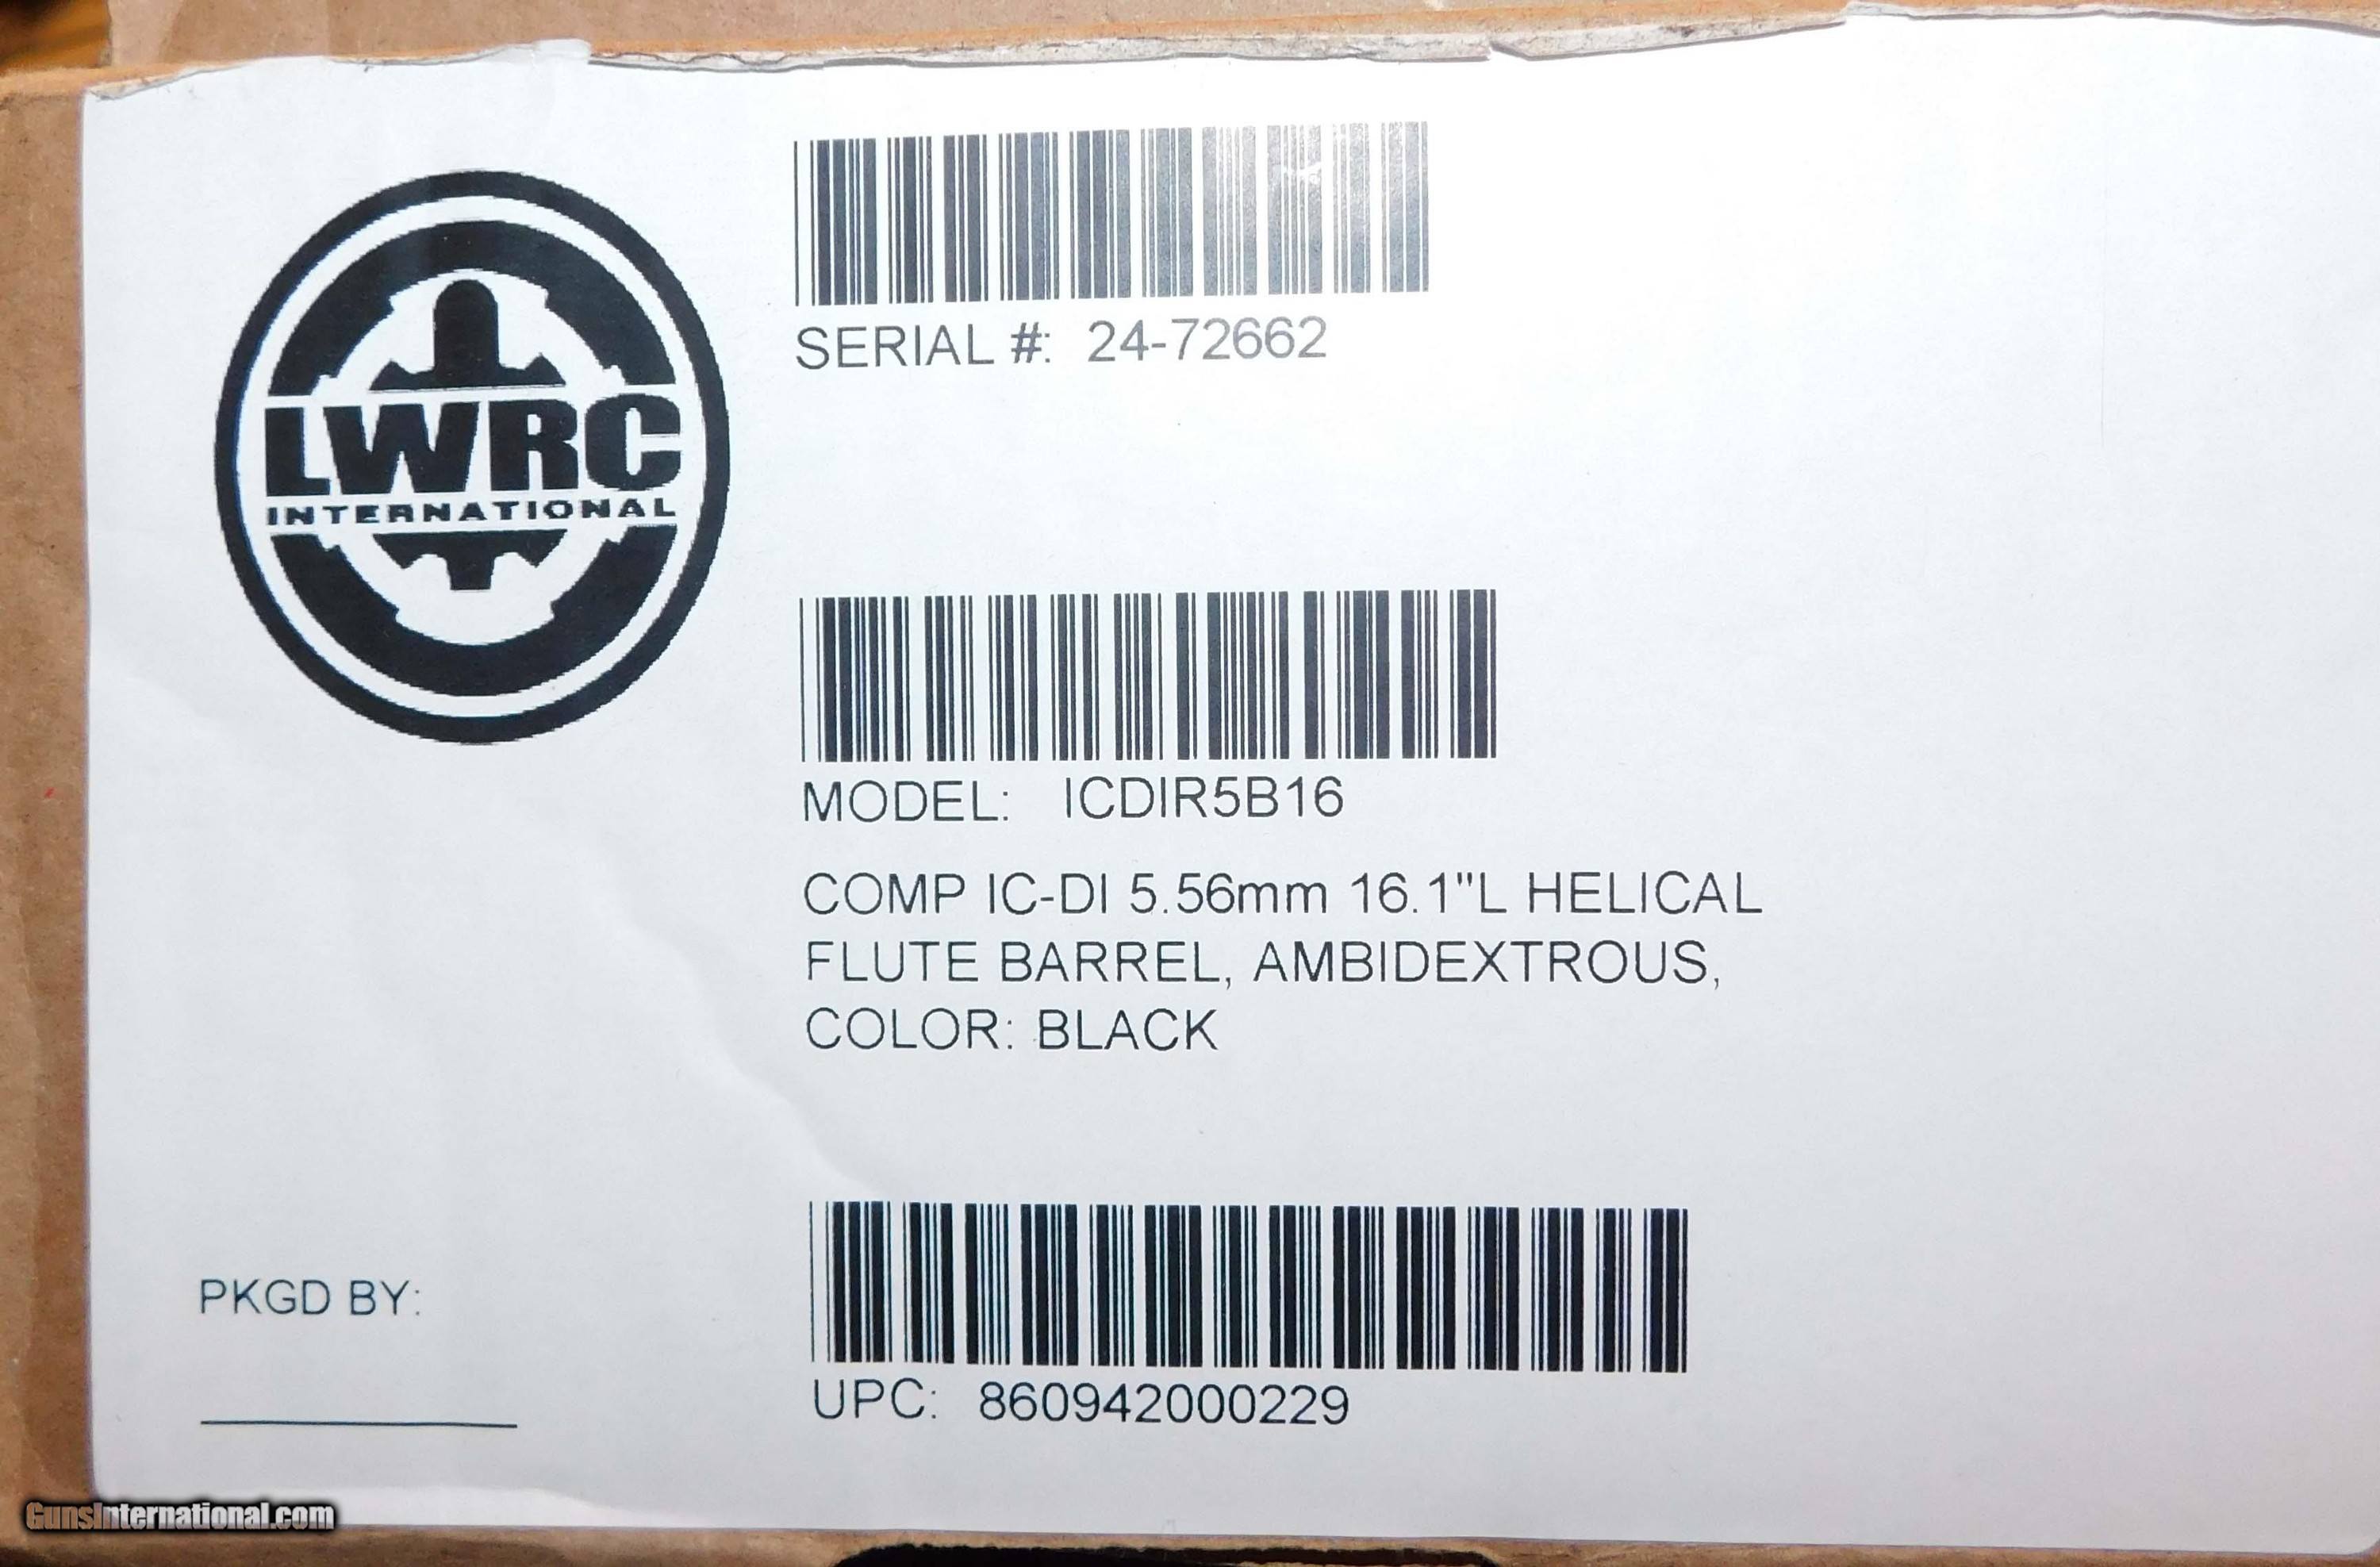 LWRC
INTERNATIONAL
SERIAL #: 24-72662
MODEL: ICDIR5B16
COMP IC-DI 5.56mm 16.1"L HELICAL
FLUTE BARREL, AMBIDEXTROUS,
COLOR: BLACK
PKGD BY:
UPC: 860942000229
GunsInternational.com